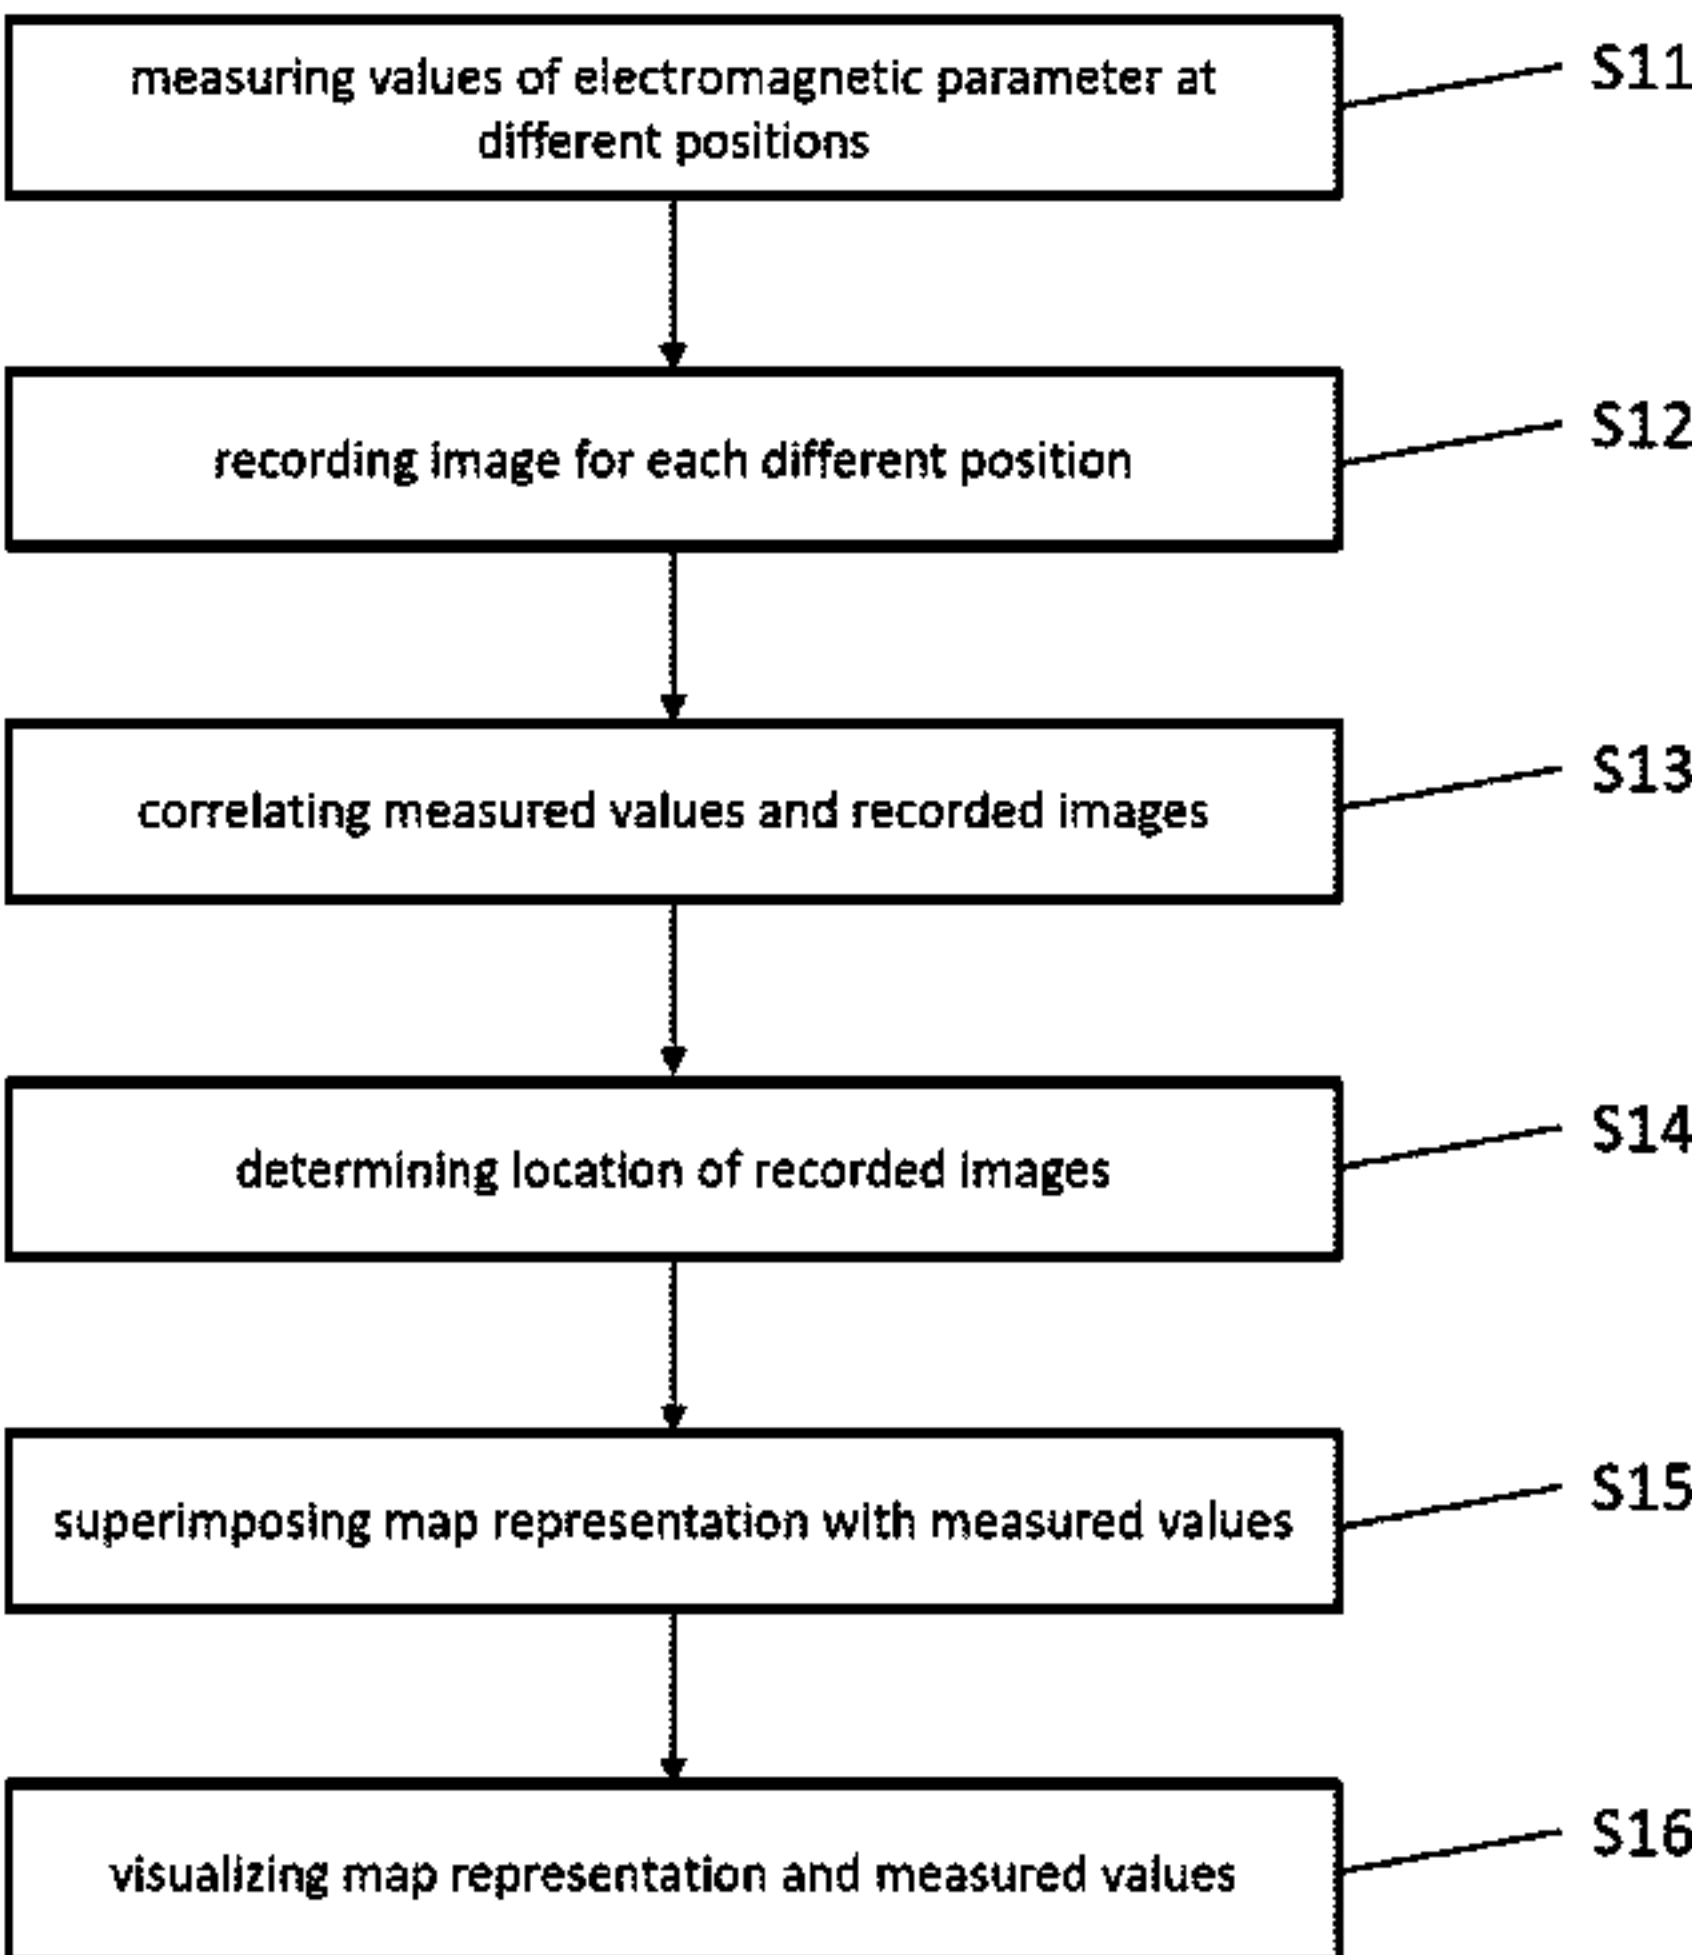 measuring values of electromagnetic parameter at
different positions
S11
recording image for each different position
S12
correlating measured values and recorded images
S13
determining location of recorded images
S14
superimposing map representation with measured values
S15
visualizing map representation and measured values
S16